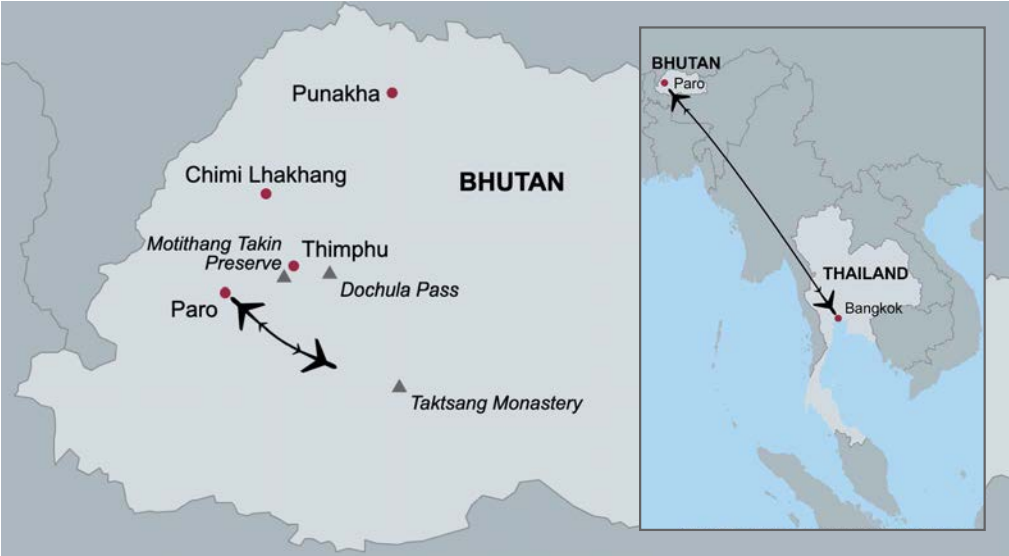 Punakha
Chimi Lhakhang
BHUTAN
Motithang Takin
Preserve
Thimphu
Dochula Pass
Paro
Taktsang Monastery
BHUTAN
Paro
THAILAND
Bangkok